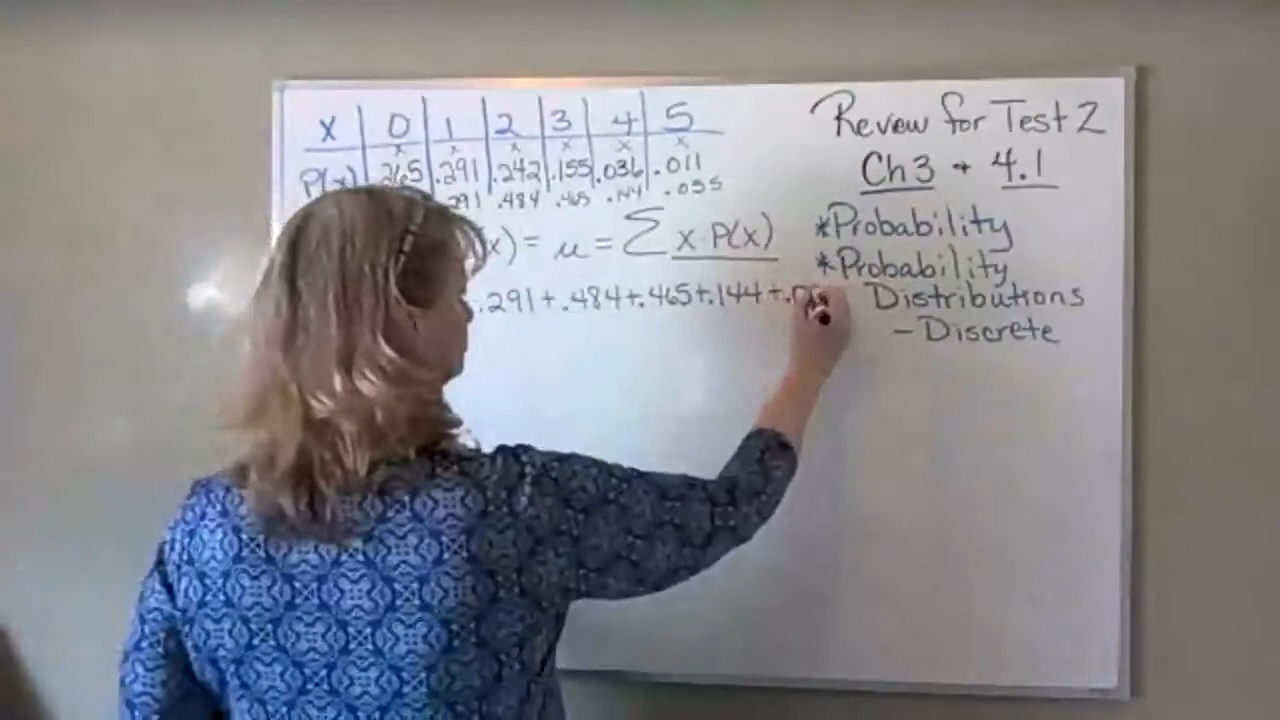 x 0 1 2 3 4 5
x x x x x x
P(x) .265 .291 .242 .155 .036 .011
.291 .484 .465 .144 .055
(x) = μ = Σ x·P(x)
.291+.484+.465+.144+.0
Review for Test 2
Ch 3 + 4.1
*Probability
*Probability
Distributions
-Discrete